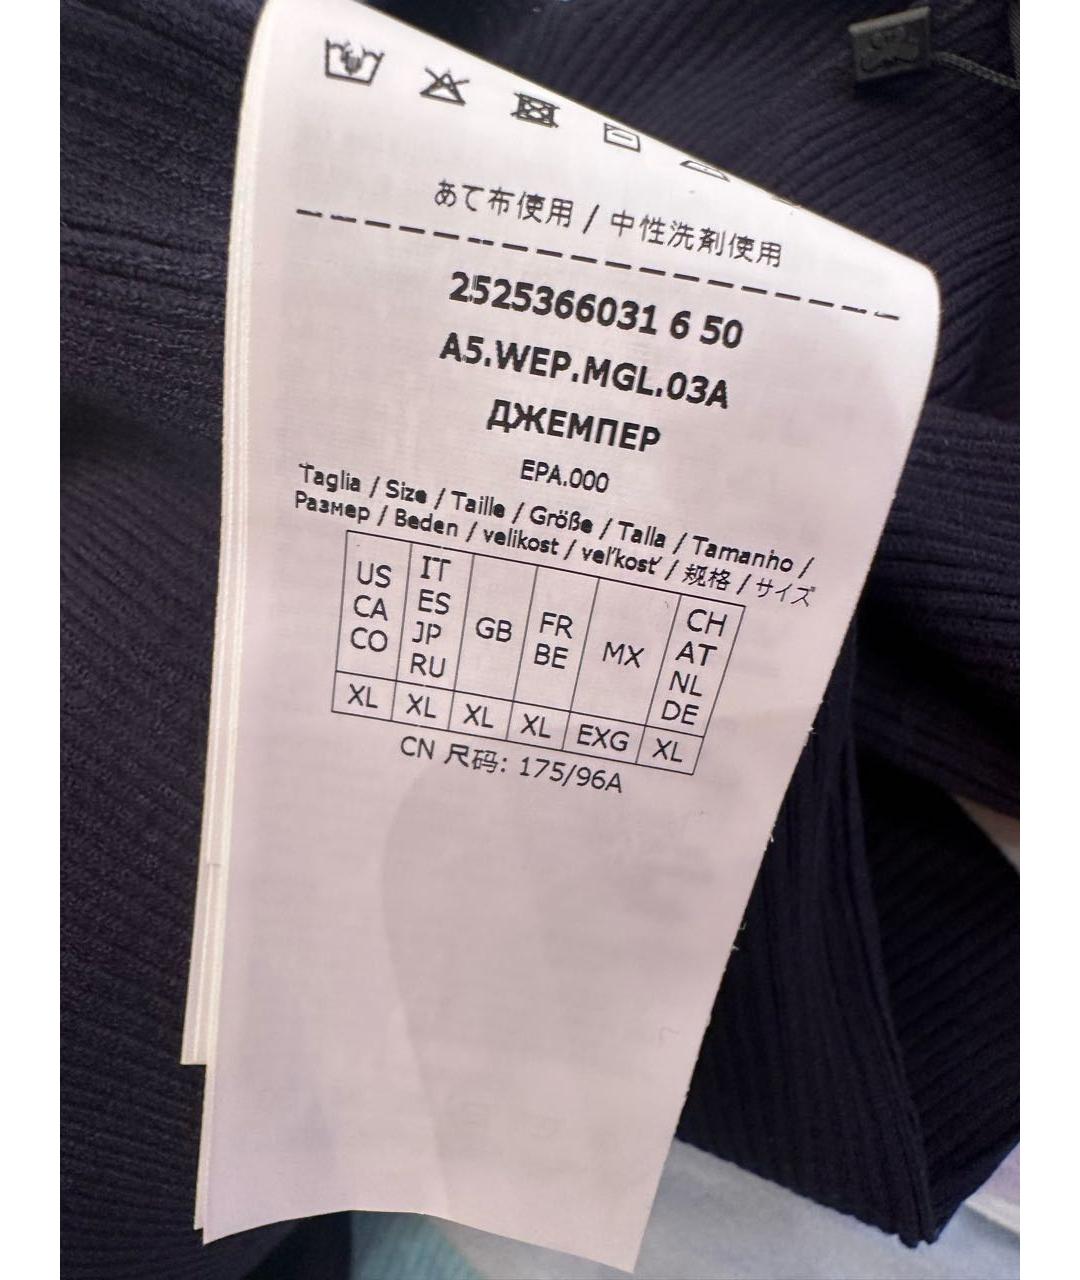 あて布使用 / 中性洗剤使用
2525366031 6 50
A5.WEP.MGL.03A
ДЖЕМПЕР
EPA.000
Taglia / Size / Taille / Größe / Talla / Tamanho /
Размер / Beden / velikost / veľkosť / 规格 / サイズ
US CA CO
IT ES JP RU
GB
FR BE
MX
CH AT NL DE
XL XL XL XL EXG XL
CN 尺码: 175/96A